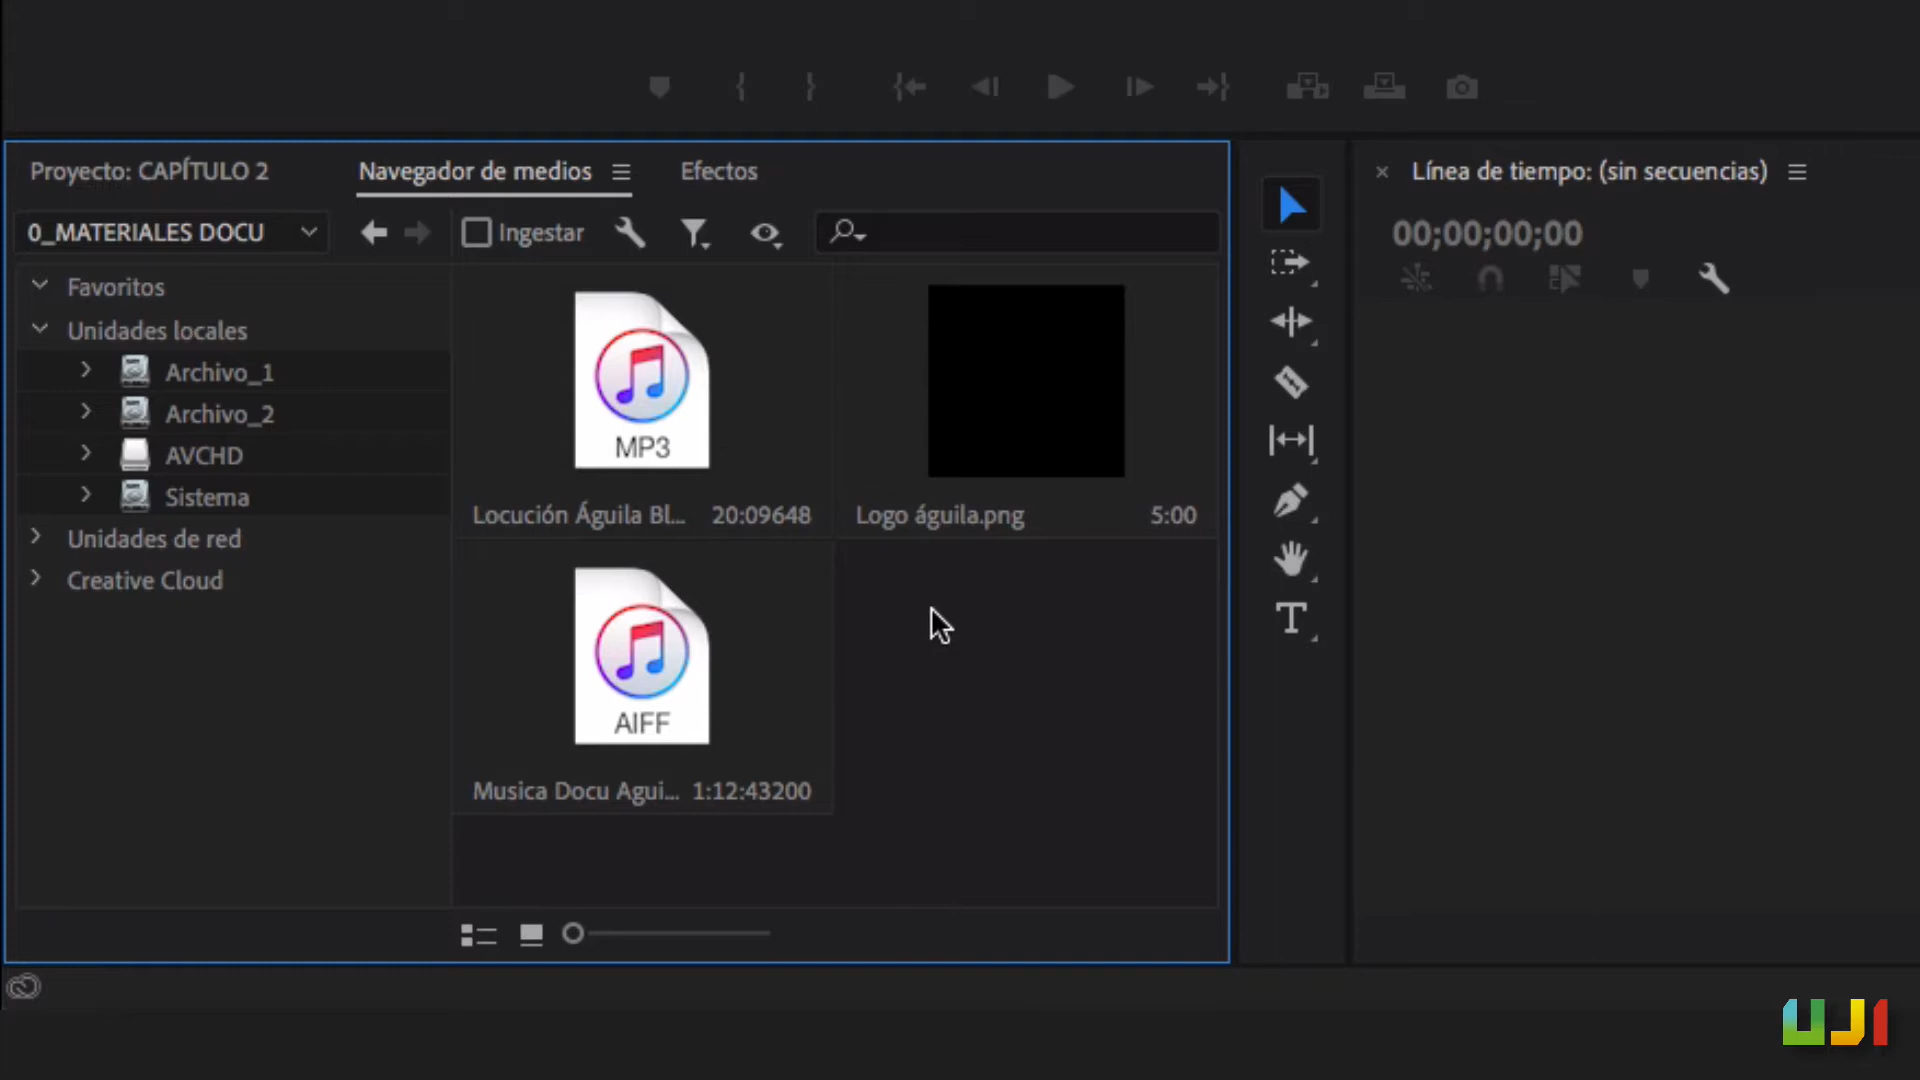 Proyecto: CAPÍTULO 2
Navegador de medios
Efectos
Línea de tiempo: (sin secuencias)
0_MATERIALES DOCU
Ingestar
00;00;00;00
Favoritos
Unidades locales
Archivo_1
Archivo_2
AVCHD
Sistema
Unidades de red
Creative Cloud
MP3
Locución Águila Bl... 20:09648
Logo águila.png 5:00
AIFF
Musica Docu Agui... 1:12:43200
UJI